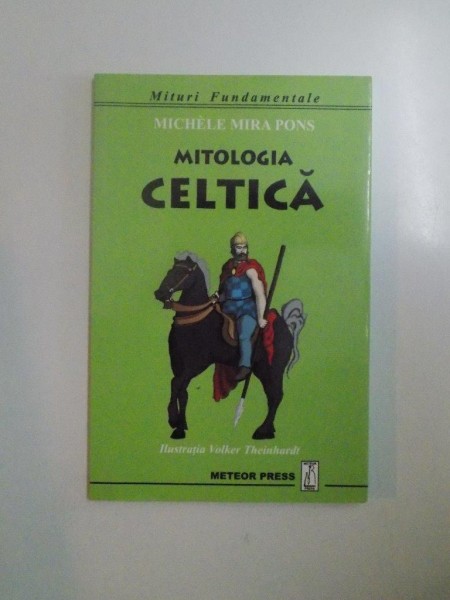 Mituri Fundamentale
MICHÈLE MIRA PONS
MITOLOGIA
CELTICĂ
Ilustrația Volker Theinhardt
METEOR PRESS